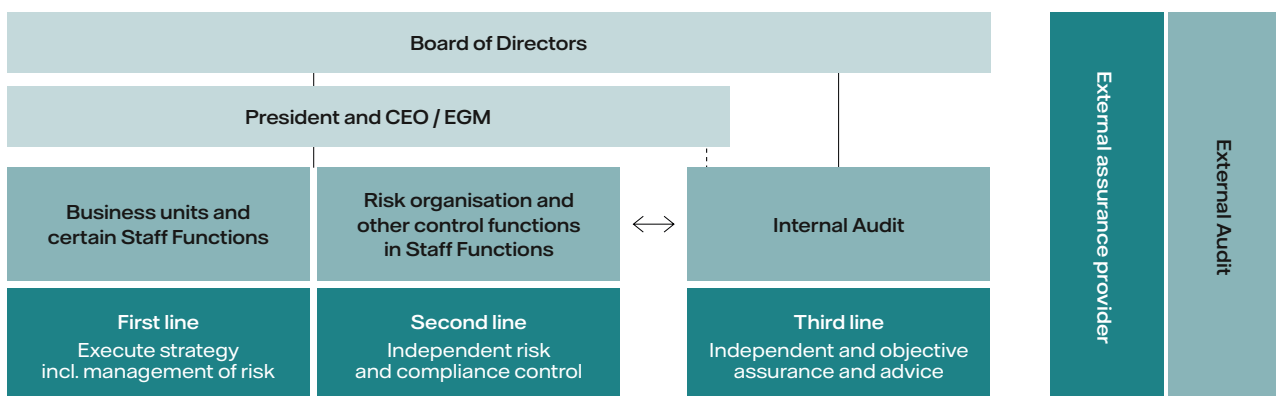 Board of Directors
President and CEO / EGM
Business units and
certain Staff Functions
Risk organisation and
other control functions
in Staff Functions
Internal Audit
First line
Execute strategy
incl. management of risk
Second line
Independent risk
and compliance control
Third line
Independent and objective
assurance and advice
External assurance provider
External Audit